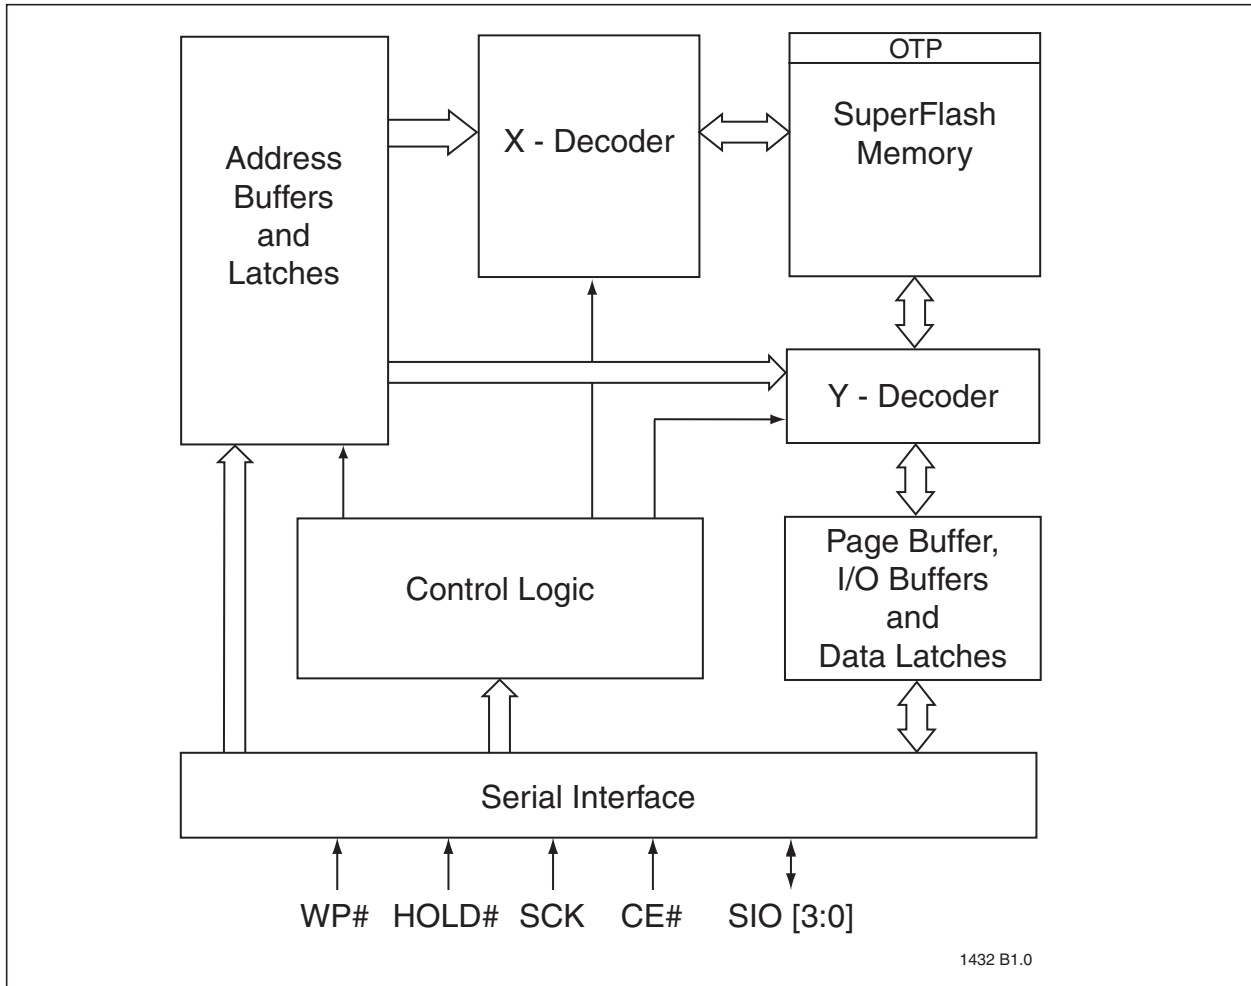 OTP
SuperFlash
Memory
X - Decoder
Address
Buffers
and
Latches
Y - Decoder
Page Buffer,
I/O Buffers
and
Data Latches
Control Logic
Serial Interface
WP# HOLD# SCK CE# SIO [3:0]
1432 B1.0